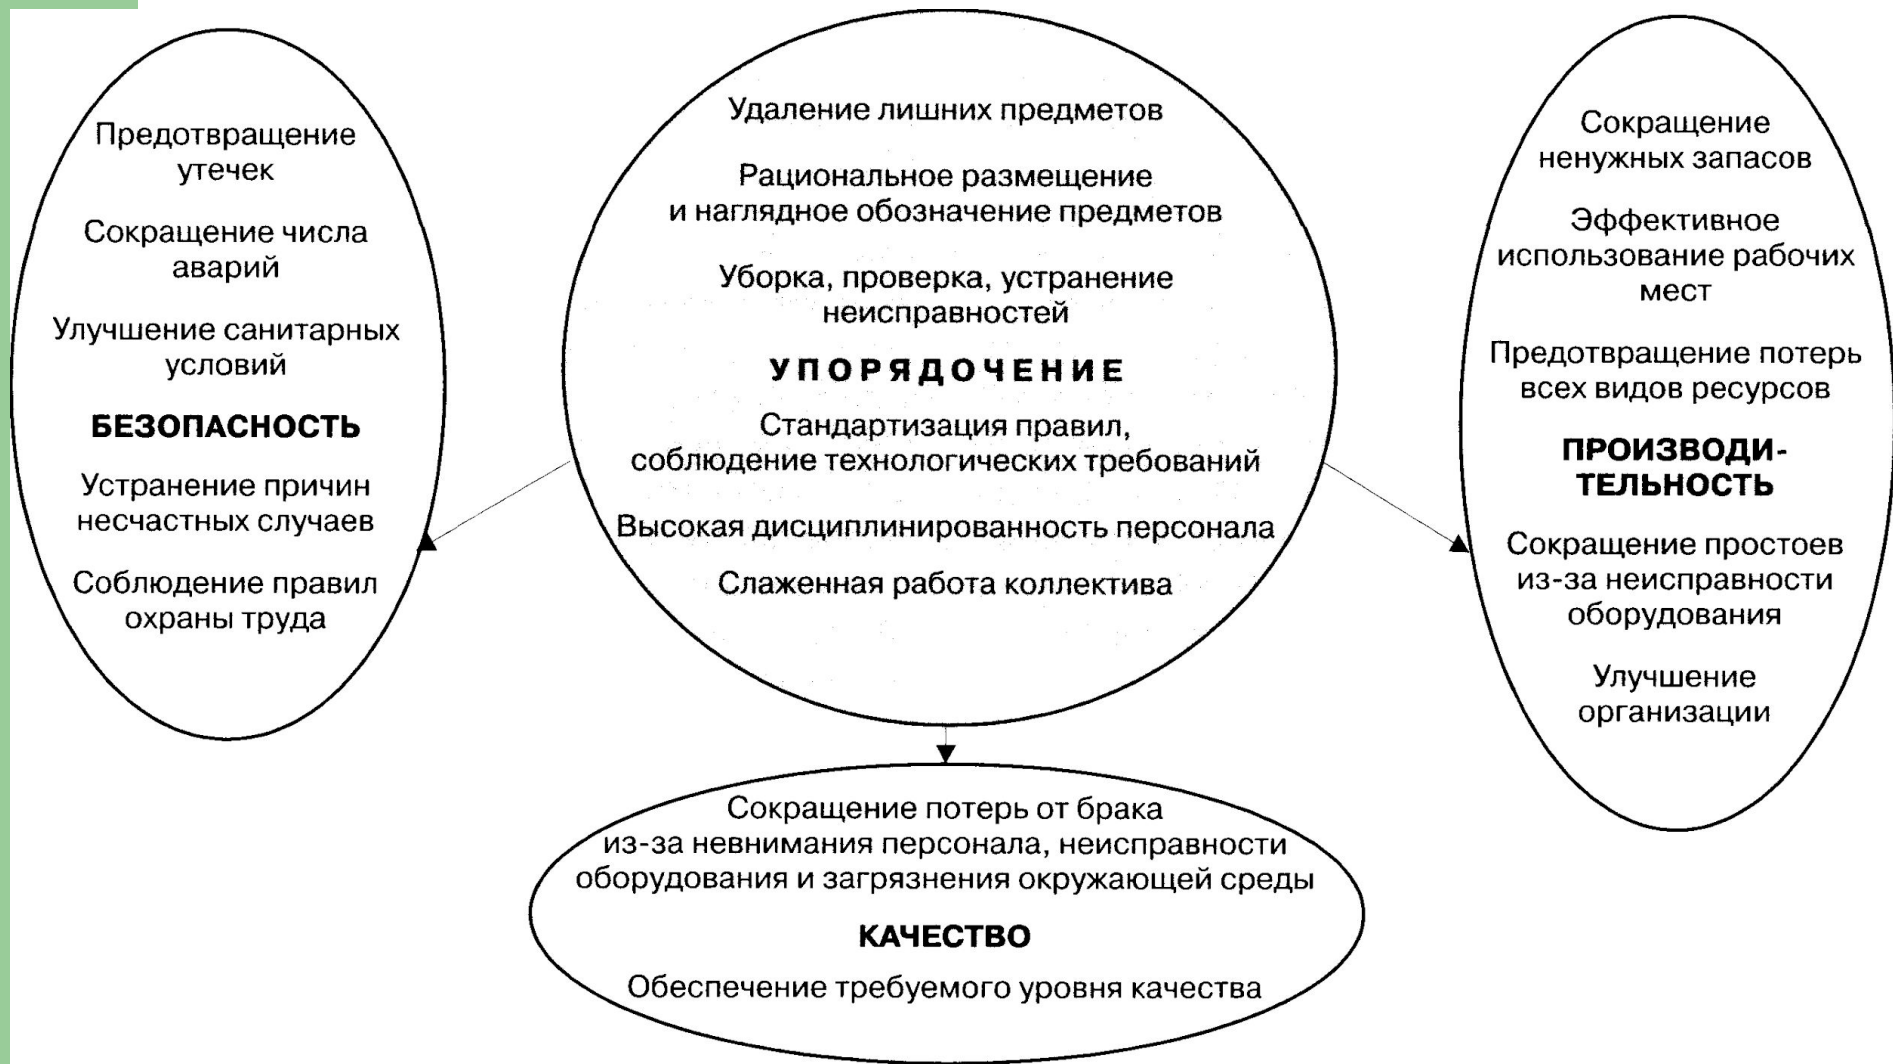 Предотвращение
утечек
Сокращение числа
аварий
Улучшение санитарных
условий
БЕЗОПАСНОСТЬ
Устранение причин
несчастных случаев
Соблюдение правил
охраны труда
Удаление лишних предметов
Рациональное размещение
и наглядное обозначение предметов
Уборка, проверка, устранение
неисправностей
УПОРЯДОЧЕНИЕ
Стандартизация правил,
соблюдение технологических требований
Высокая дисциплинированность персонала
Слаженная работа коллектива
Сокращение
ненужных запасов
Эффективное
использование рабочих
мест
Предотвращение потерь
всех видов ресурсов
ПРОИЗВОДИ-
ТЕЛЬНОСТЬ
Сокращение простоев
из-за неисправности
оборудования
Улучшение
организации
Сокращение потерь от брака
из-за невнимания персонала, неисправности
оборудования и загрязнения окружающей среды
КАЧЕСТВО
Обеспечение требуемого уровня качества